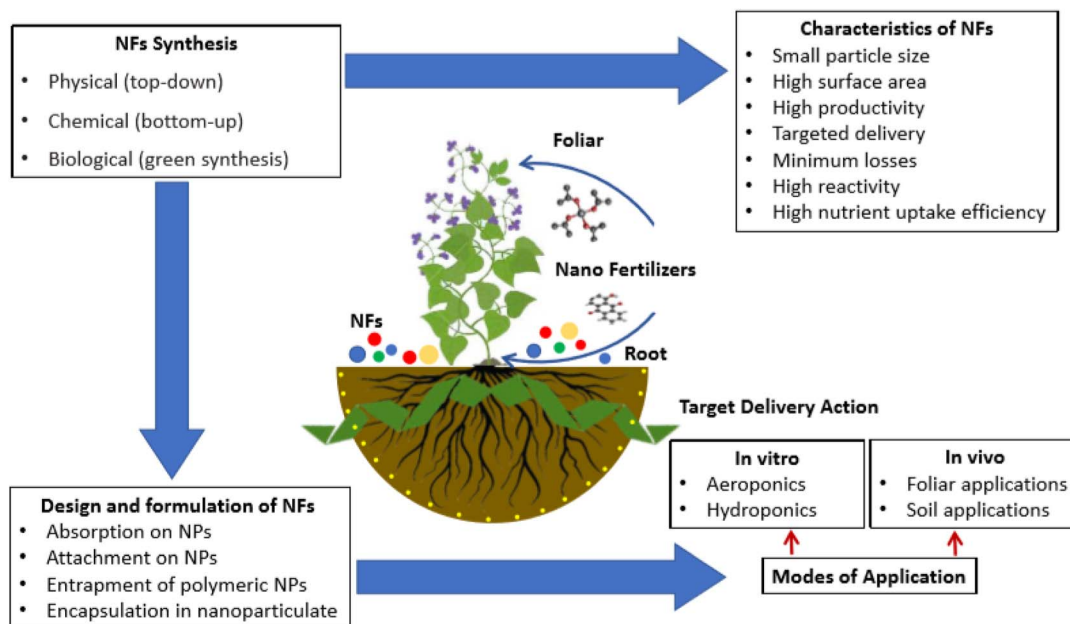 NFs Synthesis
• Physical (top-down)
• Chemical (bottom-up)
• Biological (green synthesis)
Characteristics of NFs
• Small particle size
• High surface area
• High productivity
• Targeted delivery
• Minimum losses
• High reactivity
• High nutrient uptake efficiency
Foliar
Nano Fertilizers
NFs
Root
Target Delivery Action
In vitro
• Aeroponics
• Hydroponics
In vivo
• Foliar applications
• Soil applications
Modes of Application
Design and formulation of NFs
• Absorption on NPs
• Attachment on NPs
• Entrapment of polymeric NPs
• Encapsulation in nanoparticulate